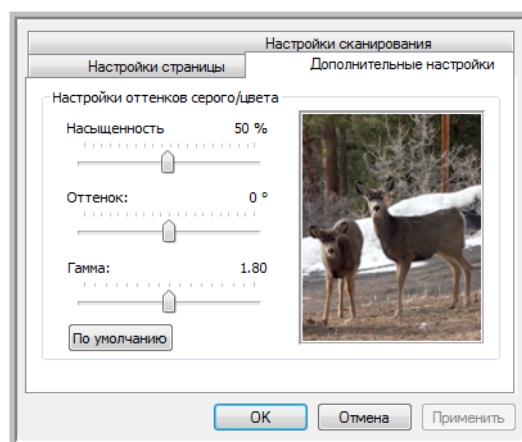 Настройки сканирования
Настройки страницы
Дополнительные настройки
Настройки оттенков серого/цвета
Насыщенность 50 %
Оттенок: 0 °
Гамма: 1.80
По умолчанию
OK Отмена Применить